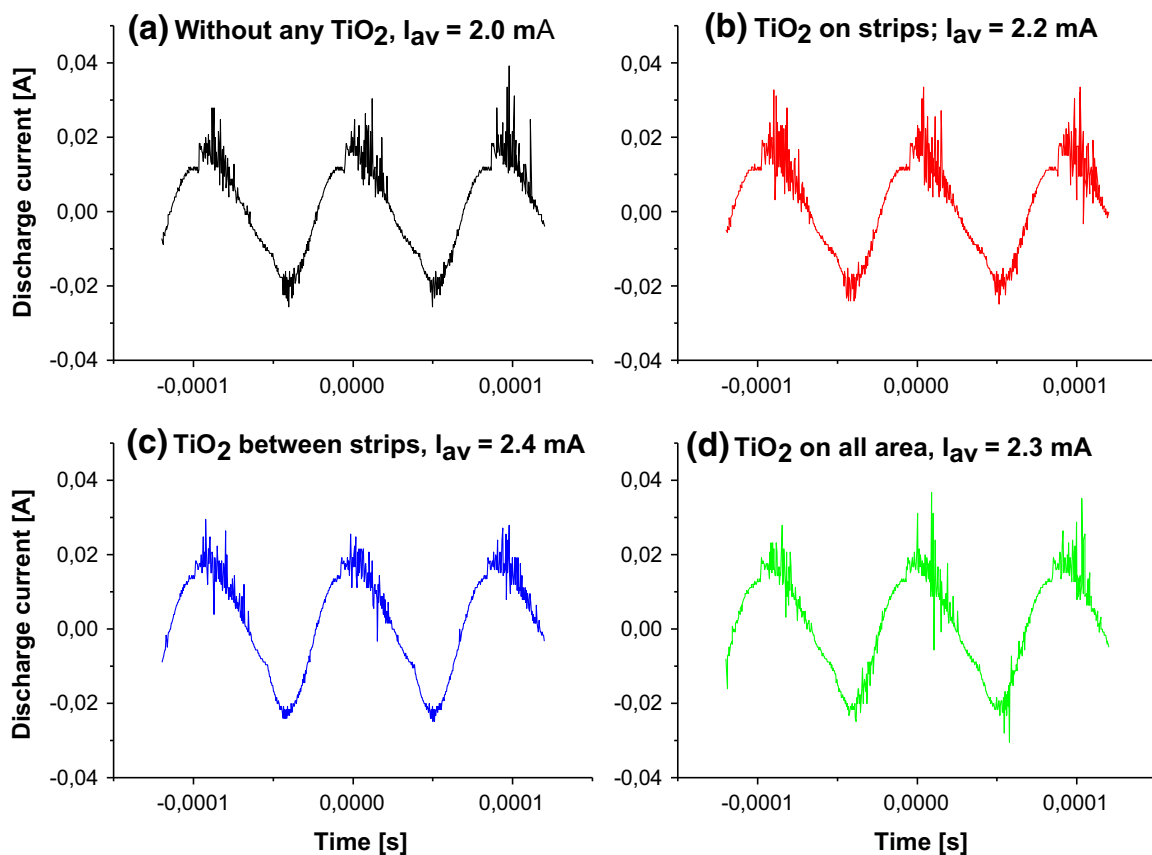 (a) Without any TiO2, Iav = 2.0 mA
(b) TiO2 on strips; Iav = 2.2 mA
Discharge current [A]
0,04
0,02
0,00
-0,02
-0,04
-0,0001 0,0000 0,0001
0,04
0,02
0,00
-0,02
-0,04
-0,0001 0,0000 0,0001
(c) TiO2 between strips, Iav = 2.4 mA
(d) TiO2 on all area, Iav = 2.3 mA
Discharge current [A]
0,04
0,02
0,00
-0,02
-0,04
-0,0001 0,0000 0,0001
Time [s]
0,04
0,02
0,00
-0,02
-0,04
-0,0001 0,0000 0,0001
Time [s]